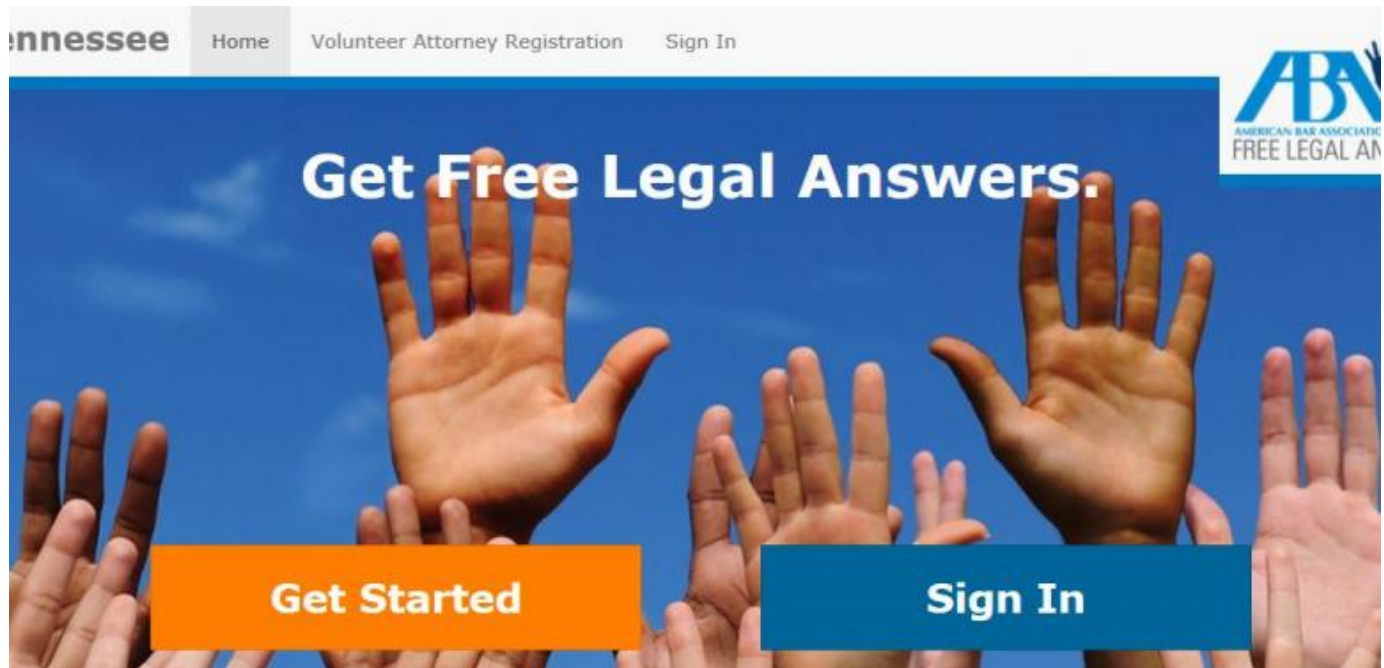 ennessee Home Volunteer Attorney Registration Sign In
ABA
AMERICAN BAR ASSOCIATIO
FREE LEGAL AN
Get Free Legal Answers.
Get Started Sign In